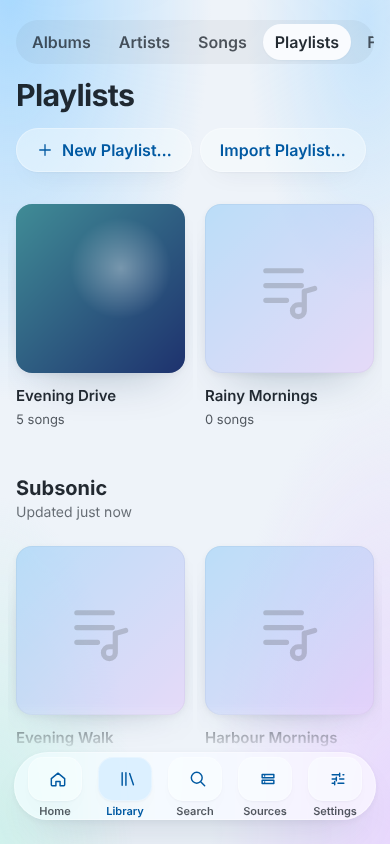 Albums Artists Songs Playlists
Playlists
New Playlist... Import Playlist...
Evening Drive Rainy Mornings
5 songs 0 songs
Subsonic
Updated just now
Evening Walk Harbour Mornings
Home Library Search Sources Settings